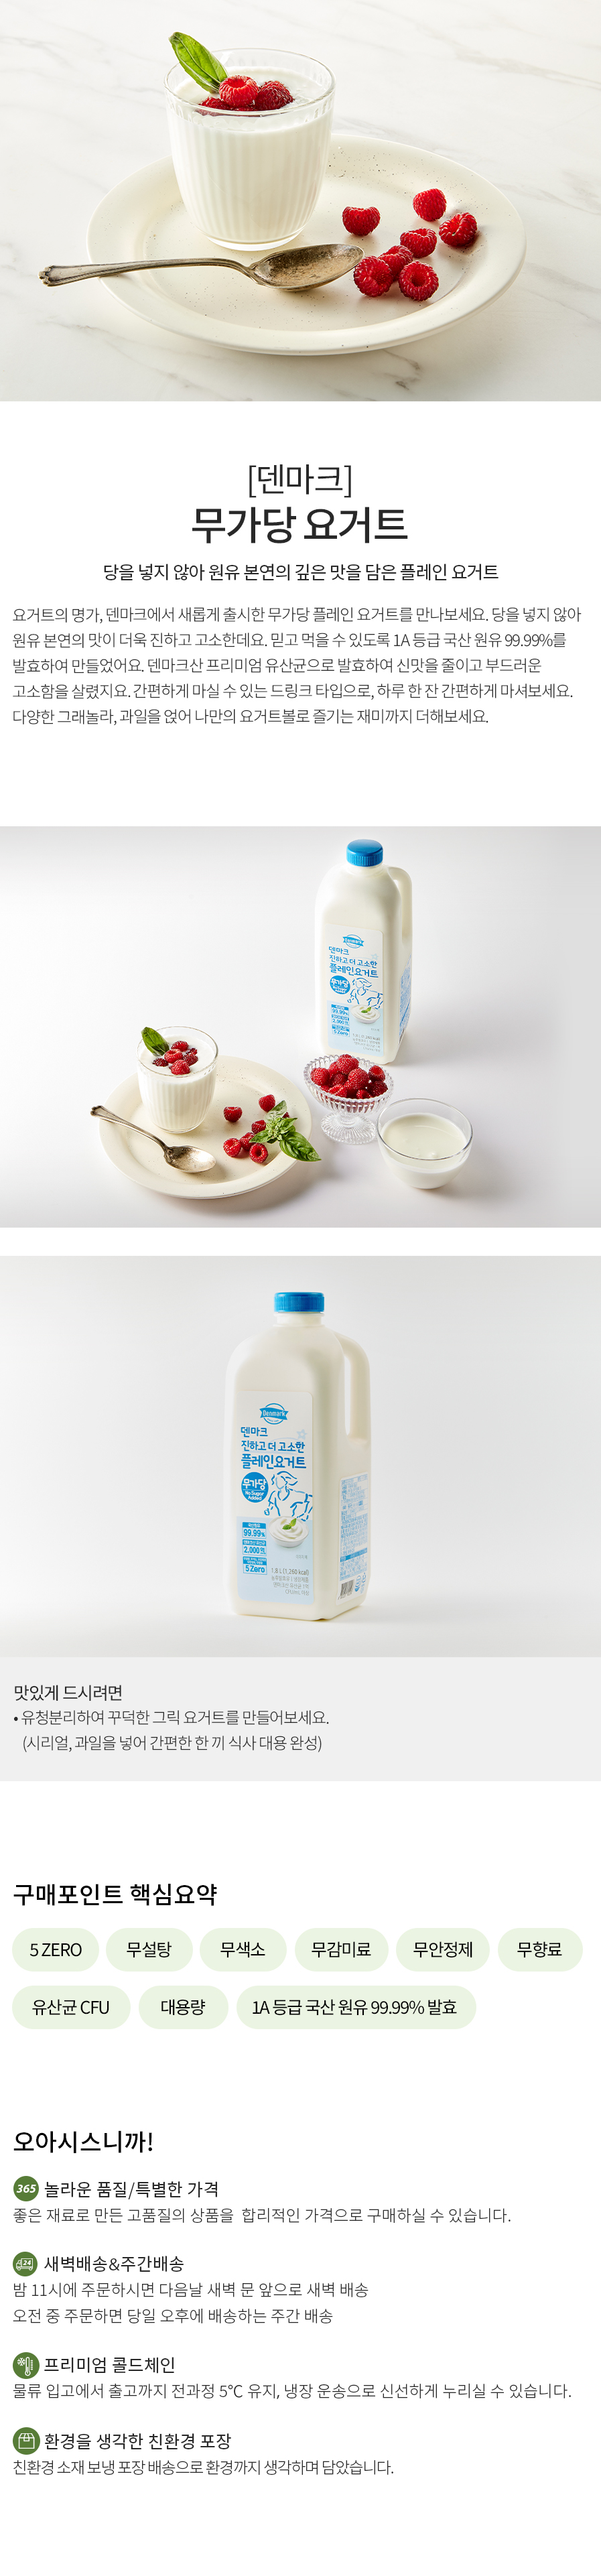 [덴마크]
무가당 요거트
당을 넣지 않아 원유 본연의 깊은 맛을 담은 플레인 요거트
요거트의 명가, 덴마크에서 새롭게 출시한 무가당 플레인 요거트를 만나보세요. 당을 넣지 않아
원유 본연의 맛이 더욱 진하고 고소한데요. 믿고 먹을 수 있도록 1A 등급 국산 원유 99.99%를
발효하여 만들었어요. 덴마크산 프리미엄 유산균으로 발효하여 신맛을 줄이고 부드러운
고소함을 살렸지요. 간편하게 마실 수 있는 드링크 타입으로, 하루 한 잔 간편하게 마셔보세요.
다양한 그래놀라, 과일을 얹어 나만의 요거트볼로 즐기는 재미까지 더해보세요.
덴마크
진하고 더 고소한
플레인요거트
무가당
99.99%
5 Zero
Denmark
덴마크
진하고 더 고소한
플레인요거트
무가당
No Sugar
Added
99.99%
2,000억
5 Zero
1.8 L (1,260 kcal)
맛있게 드시려면
• 유청분리하여 꾸덕한 그릭 요거트를 만들어보세요.
(시리얼, 과일을 넣어 간편한 한 끼 식사 대용 완성)
구매포인트 핵심요약
5 ZERO 무설탕 무색소 무감미료 무안정제 무향료
유산균 CFU 대용량 1A 등급 국산 원유 99.99% 발효
오아시스니까!
365 놀라운 품질/특별한 가격
좋은 재료로 만든 고품질의 상품을 합리적인 가격으로 구매하실 수 있습니다.
24 새벽배송&주간배송
밤 11시에 주문하시면 다음날 새벽 문 앞으로 새벽 배송
오전 중 주문하면 당일 오후에 배송하는 주간 배송
프리미엄 콜드체인
물류 입고에서 출고까지 전과정 5℃ 유지, 냉장 운송으로 신선하게 누리실 수 있습니다.
환경을 생각한 친환경 포장
친환경 소재 보냉 포장 배송으로 환경까지 생각하며 담았습니다.